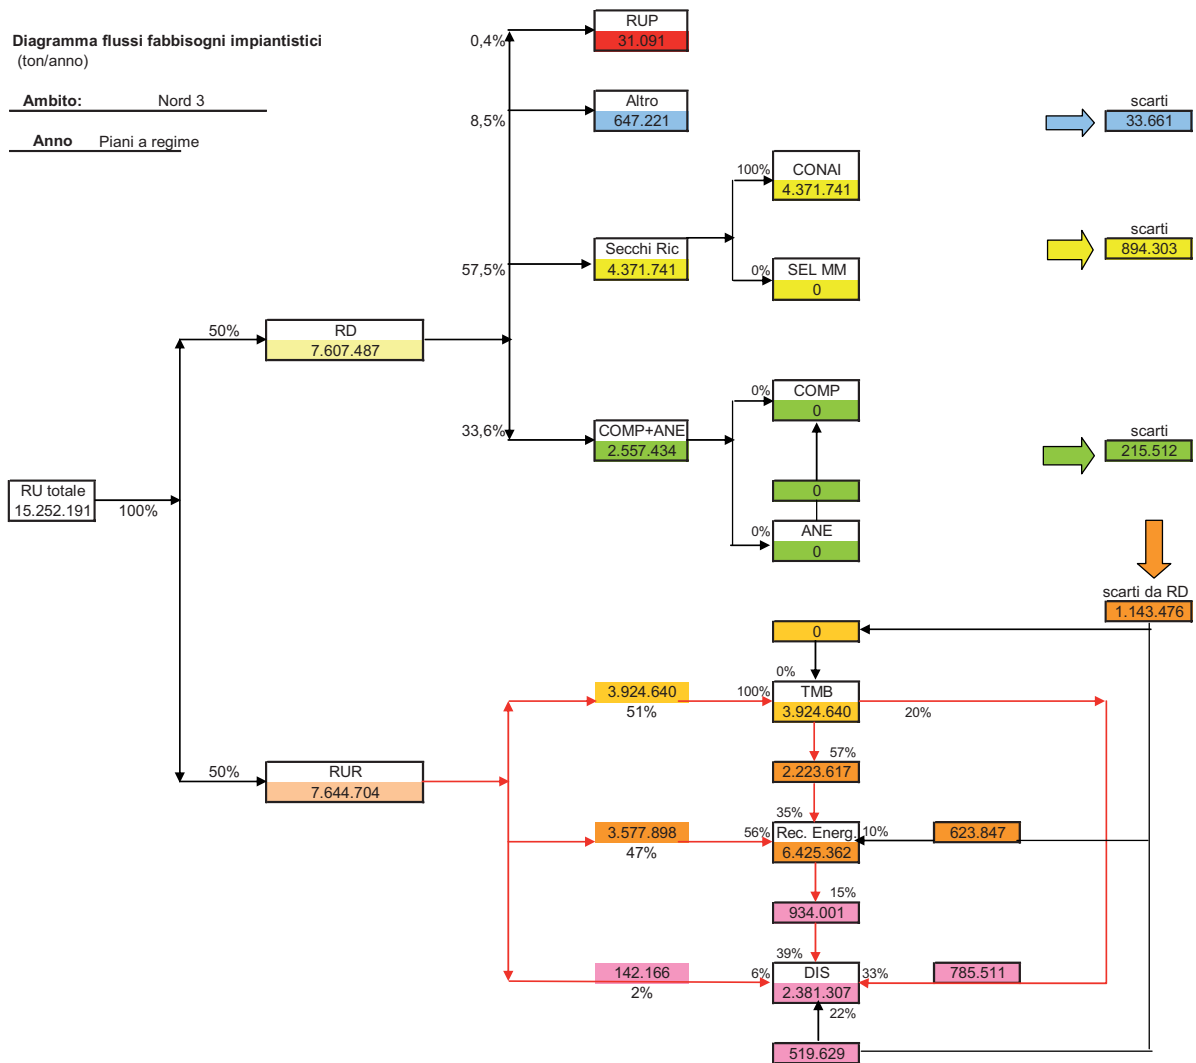 Diagramma flussi fabbisogni impiantistici
(ton/anno)
Ambito: Nord 3
Anno Piani a regime
0,4%
RUP
31.091
8,5%
Altro
647.221
scarti
33.661
57,5%
Secchi Ric
4.371.741
100%
CONAI
4.371.741
0%
SEL MM
0
scarti
894.303
50%
RD
7.607.487
33,6%
COMP+ANE
2.557.434
0%
COMP
0
0
0%
ANE
0
scarti
215.512
RU totale
15.252.191
100%
scarti da RD
1.143.476
0
0%
3.924.640
51%
100%
TMB
3.924.640
20%
57%
2.223.617
50%
RUR
7.644.704
35%
3.577.898
47%
56%
Rec. Energ.
6.425.362
10%
623.847
15%
934.001
39%
142.166
2%
6%
DIS
2.381.307
33%
785.511
22%
519.629